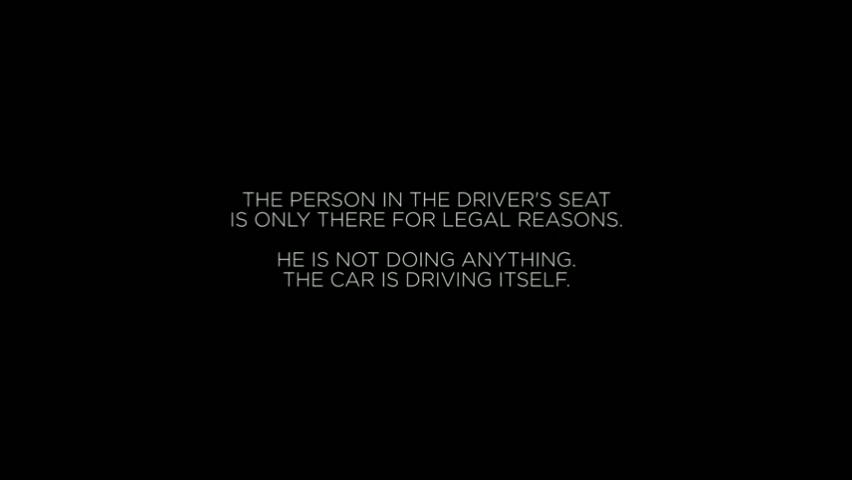 THE PERSON IN THE DRIVER'S SEAT
IS ONLY THERE FOR LEGAL REASONS.
HE IS NOT DOING ANYTHING.
THE CAR IS DRIVING ITSELF.